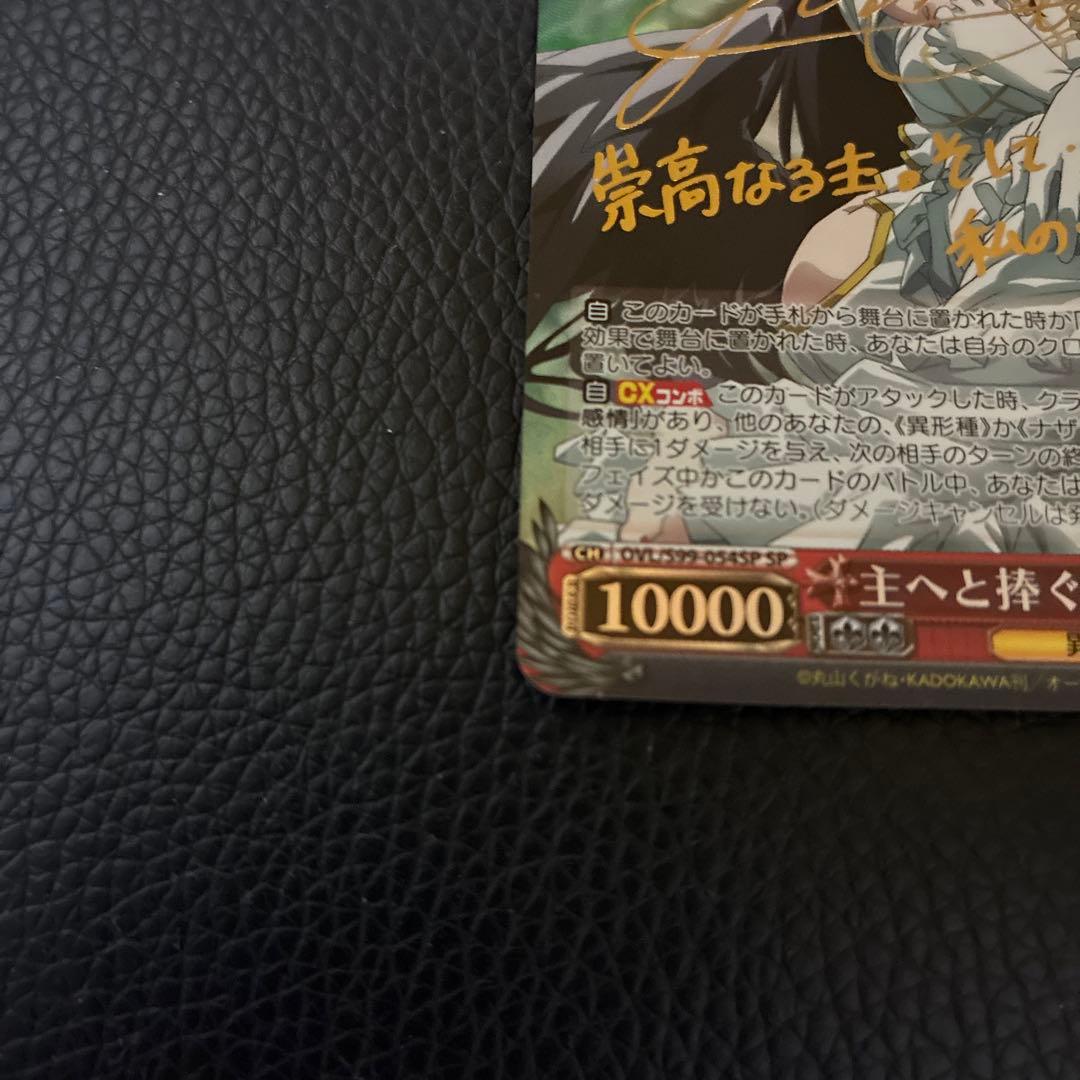 崇高なる主。そして・
私の
自 このカードが手札から舞台に置かれた時か「
効果で舞台に置かれた時、あなたは自分のクロ
置いてよい。
自 CXコンボ このカードがアタックした時、クラ
感情」があり、他のあなたの、《異形種》か《ナザ
相手に1ダメージを与え、次の相手のターンの終
フェイズ中かこのカードのバトル中、あなたは
ダメージを受けない。（ダメージキャンセルは発
CH OVL/S99-054SP SP
POWER 10000 主へと捧ぐ
SOUL
©丸山くがね・KADOKAWA刊／オー